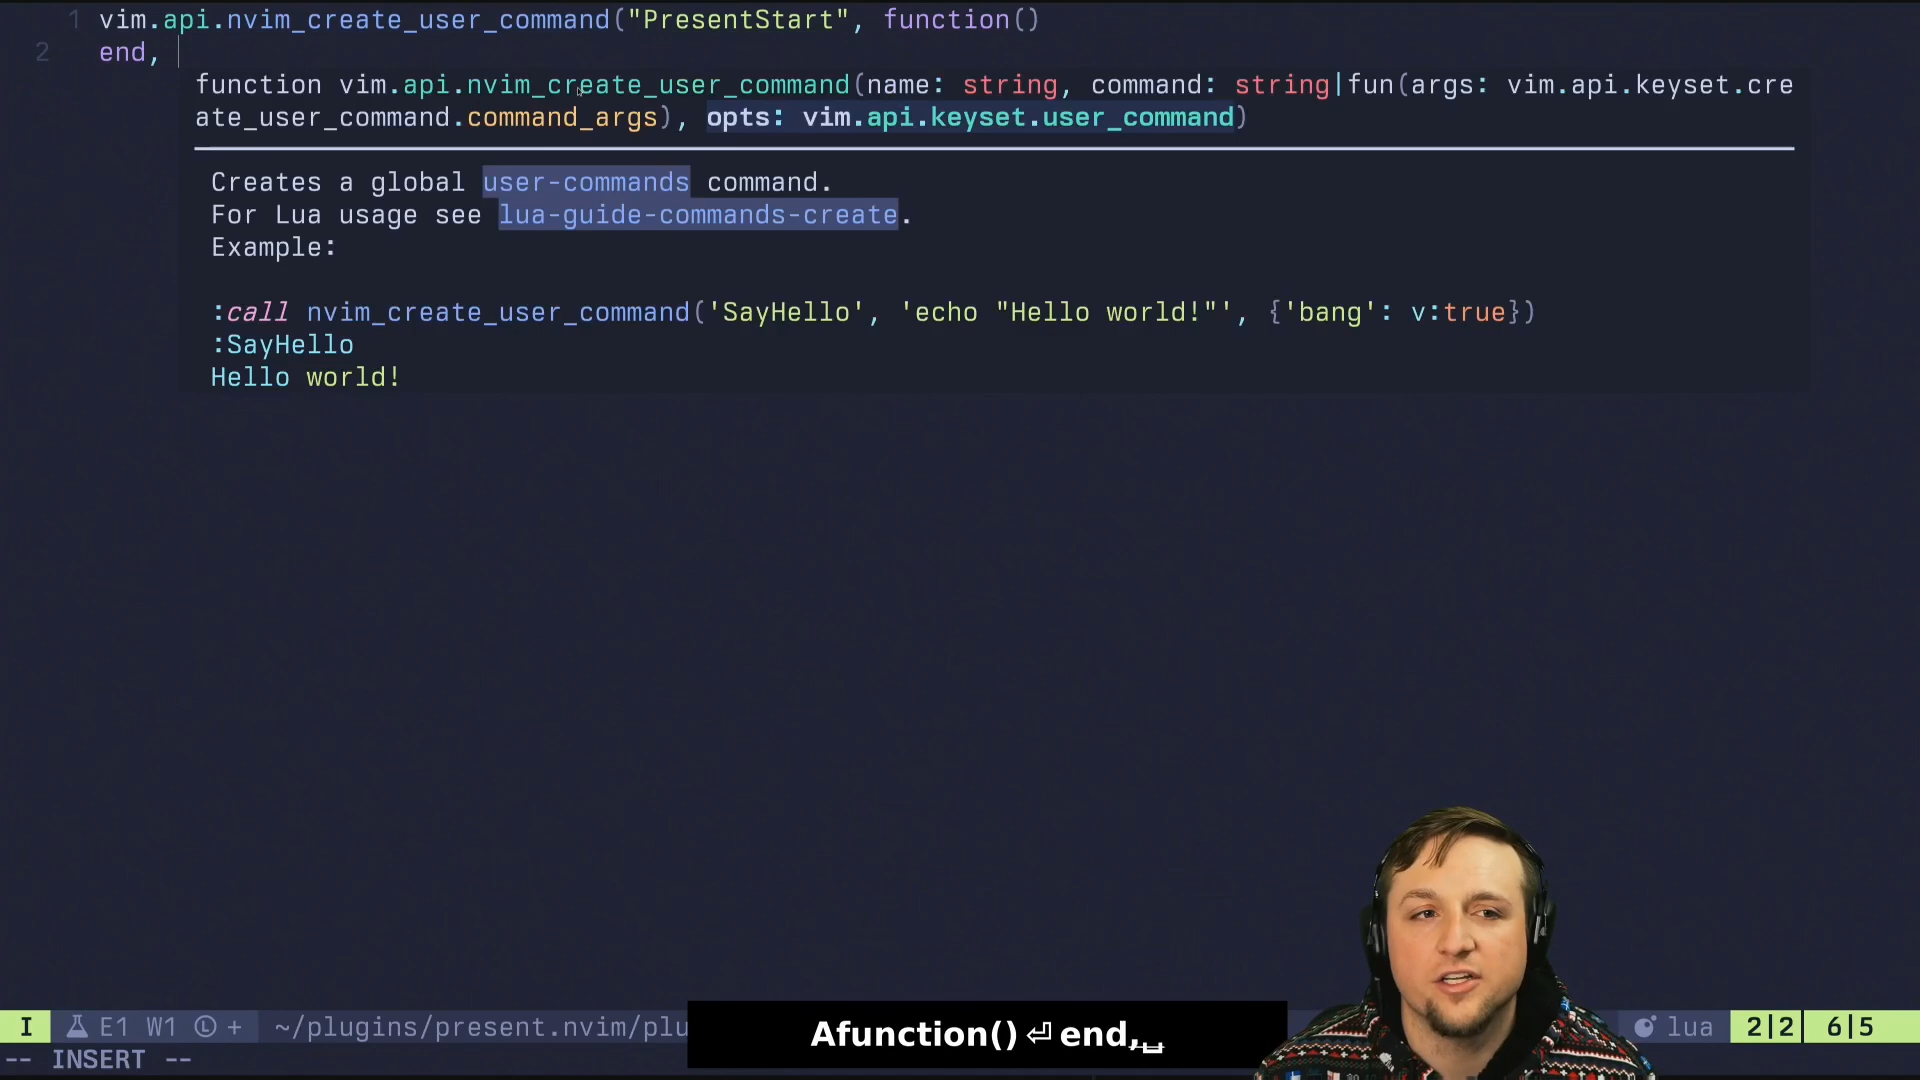 1 vim.api.nvim_create_user_command("PresentStart", function()
2 end,
function vim.api.nvim_create_user_command(name: string, command: string|fun(args: vim.api.keyset.cre
ate_user_command.command_args), opts: vim.api.keyset.user_command)
Creates a global user-commands command.
For Lua usage see lua-guide-commands-create.
Example:
:call nvim_create_user_command('SayHello', 'echo "Hello world!"', {'bang': v:true})
:SayHello
Hello world!
I E1 W1 Ⓛ + ~/plugins/present.nvim/plu lua 2|2 6|5
Afunction() ⏎ end,␣
-- INSERT --